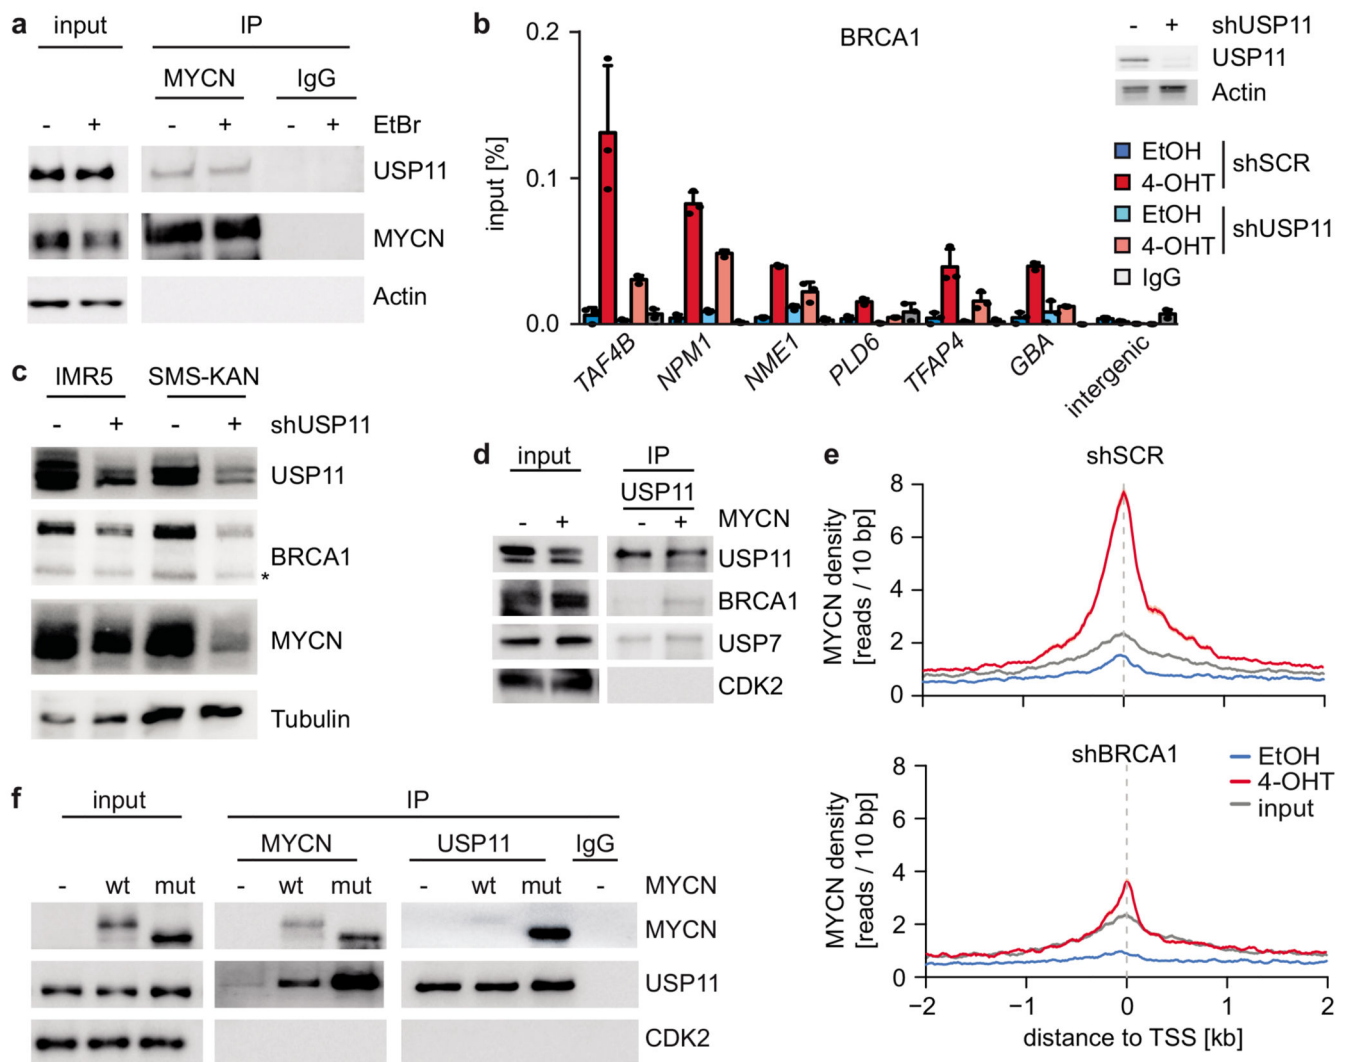 a
input
IP
MYCN
IgG
- + - + - + EtBr
USP11
MYCN
Actin
b
BRCA1
input [%]
0.2
0.1
0.0
TAF4B
NPM1
NME1
PLD6
TFAP4
GBA
intergenic
- + shUSP11
USP11
Actin
EtOH
4-OHT
shSCR
EtOH
4-OHT
shUSP11
IgG
c
IMR5 SMS-KAN
- + - + shUSP11
USP11
BRCA1
*
MYCN
Tubulin
d
input
IP
USP11
- + - + MYCN
USP11
BRCA1
USP7
CDK2
e
shSCR
MYCN density
[reads / 10 bp]
8
6
4
2
0
shBRCA1
MYCN density
[reads / 10 bp]
8
6
4
2
0
EtOH
4-OHT
input
−2 −1 0 1 2
distance to TSS [kb]
f
input
IP
MYCN
USP11
IgG
- wt mut - wt mut - wt mut - MYCN
MYCN
USP11
CDK2